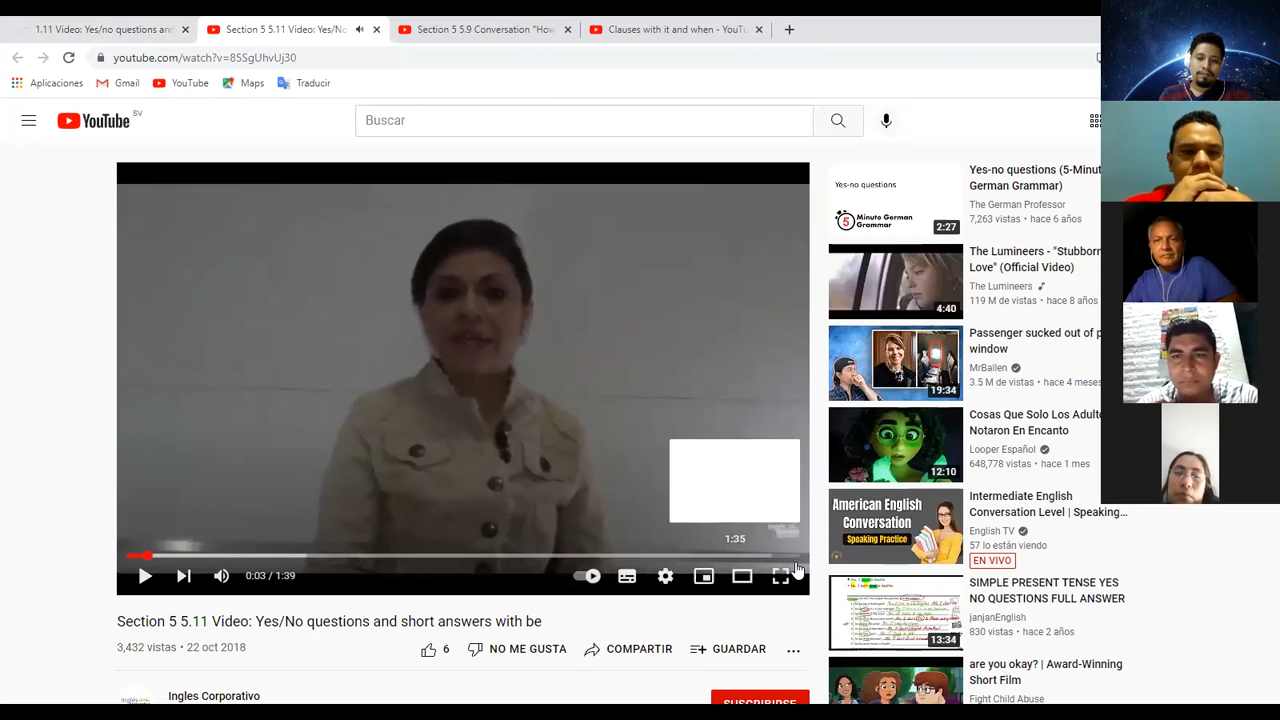 1.11 Video: Yes/no questions and
Section 5 5.11 Video: Yes/No
Section 5 5.9 Conversation "How
Clauses with it and when - YouTu
youtube.com/watch?v=85SgUhvUj30
Aplicaciones
Gmail
YouTube
Maps
Traducir
YouTube SV
Buscar
1:35
0:03 / 1:39
Section 5 5.11 Video: Yes/No questions and short answers with be
3,432 vistas • 22 oct 2018
6
NO ME GUSTA
COMPARTIR
GUARDAR
Ingles Corporativo
SUSCRIBIRSE
Yes-no questions
5 Minute German
Grammar
2:27
Yes-no questions (5-Minut
German Grammar)
The German Professor
7,263 vistas • hace 6 años
4:40
The Lumineers - "Stubborn
Love" (Official Video)
The Lumineers
119 M de vistas • hace 8 años
19:34
Passenger sucked out of p
window
MrBallen
3.5 M de vistas • hace 4 meses
12:10
Cosas Que Solo Los Adult
Notaron En Encanto
Looper Español
648,778 vistas • hace 1 mes
American English
Conversation
Speaking Practice
Intermediate English
Conversation Level | Speaking...
English TV
57 lo están viendo
EN VIVO
13:34
SIMPLE PRESENT TENSE YES
NO QUESTIONS FULL ANSWER
janjanEnglish
830 vistas • hace 2 años
are you okay? | Award-Winning
Short Film
Fight Child Abuse